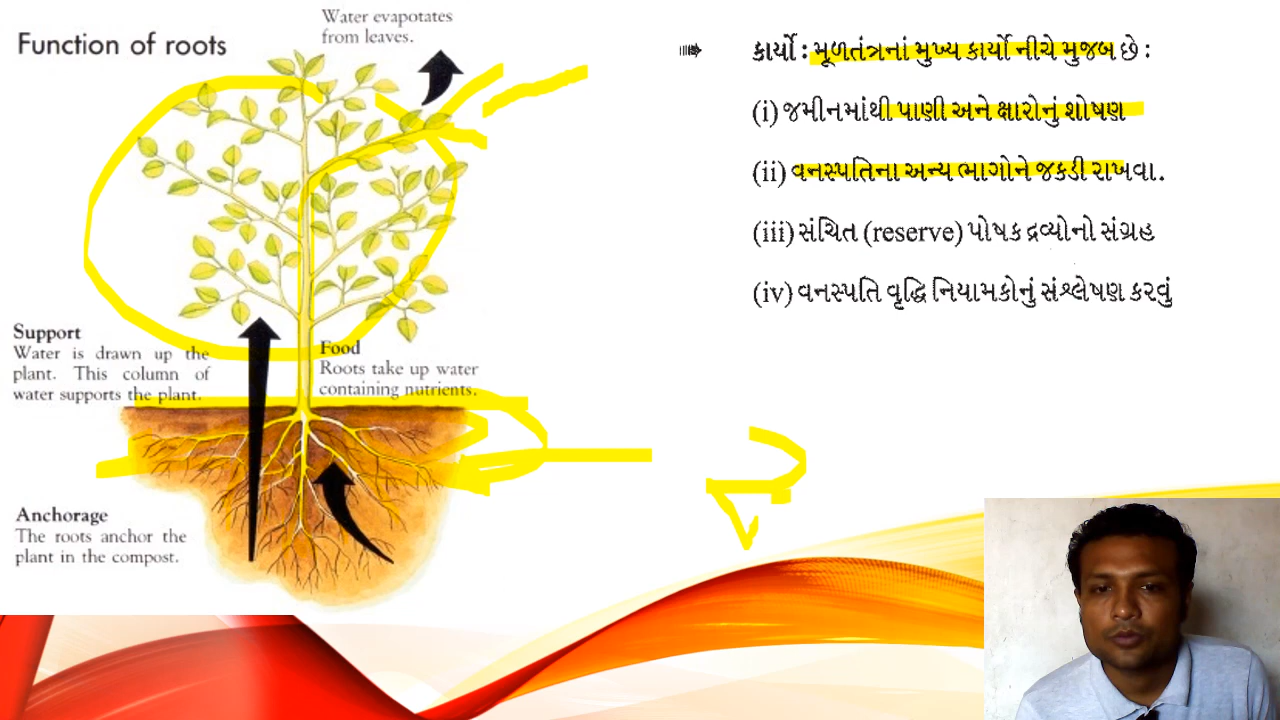 Function of roots
Water evapotates
from leaves.
Support
Water is drawn up the
plant. This column of
water supports the plant.
Food
Roots take up water
containing nutrients.
Anchorage
The roots anchor the
plant in the compost.
કાર્યો : મૂળતંત્રનાં મુખ્ય કાર્યો નીચે મુજબ છે :
(i) જમીનમાંથી પાણી અને ક્ષારોનું શોષણ
(ii) વનસ્પતિના અન્ય ભાગોને જકડી રાખવા.
(iii) સંચિત (reserve) પોષક દ્રવ્યોનો સંગ્રહ
(iv) વનસ્પતિ વૃદ્ધિ નિયામકોનું સંશ્લેષણ કરવું